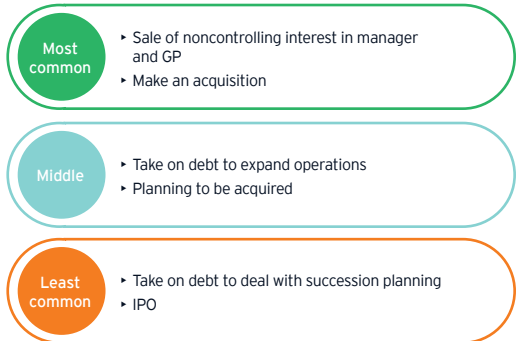 Most
common
‣ Sale of noncontrolling interest in manager
and GP
‣ Make an acquisition
Middle
‣ Take on debt to expand operations
‣ Planning to be acquired
Least
common
‣ Take on debt to deal with succession planning
‣ IPO